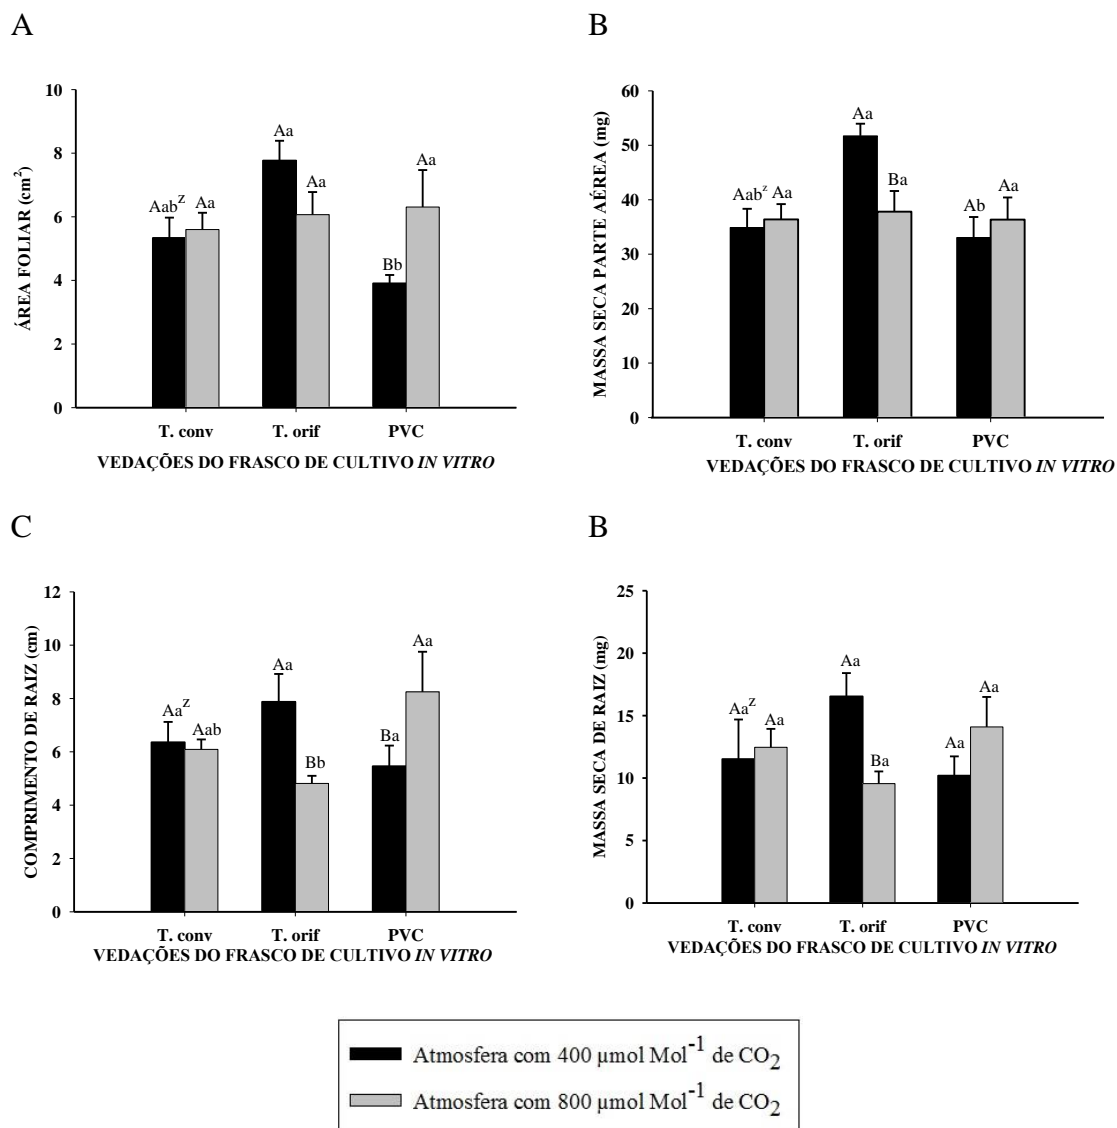 A
B
ÁREA FOLIAR (cm²)
10
8
6
4
2
0
Aab^z
Aa
Aa
Aa
Bb
Aa
T. conv
T. orif
PVC
VEDAÇÕES DO FRASCO DE CULTIVO IN VITRO
MASSA SECA PARTE AÉREA (mg)
60
50
40
30
20
10
0
Aab^z
Aa
Aa
Ba
Ab
Aa
T. conv
T. orif
PVC
VEDAÇÕES DO FRASCO DE CULTIVO IN VITRO
C
B
COMPRIMENTO DE RAIZ (cm)
12
10
8
6
4
2
0
Aa^z
Aab
Aa
Bb
Ba
Aa
T. conv
T. orif
PVC
VEDAÇÕES DO FRASCO DE CULTIVO IN VITRO
MASSA SECA DE RAIZ (mg)
25
20
15
10
5
0
Aa^z
Aa
Aa
Ba
Aa
Aa
T. conv
T. orif
PVC
VEDAÇÕES DO FRASCO DE CULTIVO IN VITRO
Atmosfera com 400 µmol Mol⁻¹ de CO₂
Atmosfera com 800 µmol Mol⁻¹ de CO₂